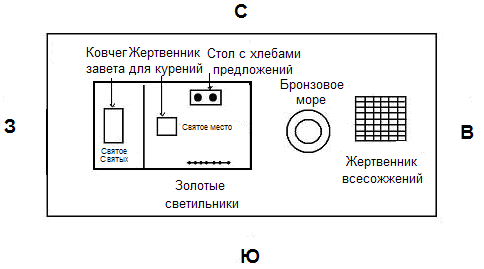 С
Ковчег завета
Жертвенник для курений
Стол с хлебами предложений
Бронзовое море
З
Святое Святых
Святое место
В
Жертвенник всесожжений
Золотые светильники
Ю